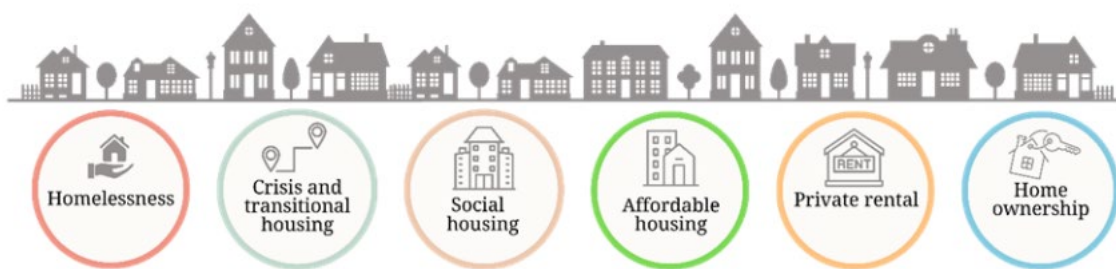 Homelessness
Crisis and
transitional
housing
Social
housing
Affordable
housing
RENT
Private rental
Home
ownership